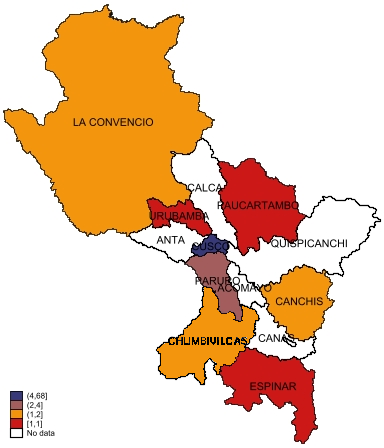 LA CONVENCIO
CALCA
PAUCARTAMBO
URUBAMBA
ANTA
CUSCO
QUISPICANCHI
PARURO
ACOMAYO
CANCHIS
CHUMBIVILCAS
CANAS
ESPINAR
(4,68]
(2,4]
(1,2]
[1,1]
No data